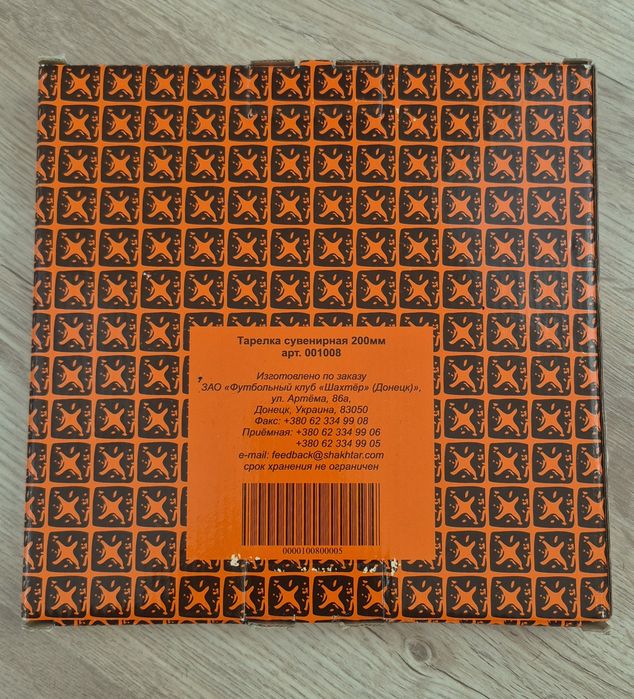 Тарелка сувенирная 200мм
арт. 001008
Изготовлено по заказу
ЗАО «Футбольный клуб «Шахтёр» (Донецк)»,
ул. Артёма, 86а,
Донецк, Украина, 83050
Факс: +380 62 334 99 08
Приёмная: +380 62 334 99 06
+380 62 334 99 05
e-mail: feedback@shakhtar.com
срок хранения не ограничен
0000100800005